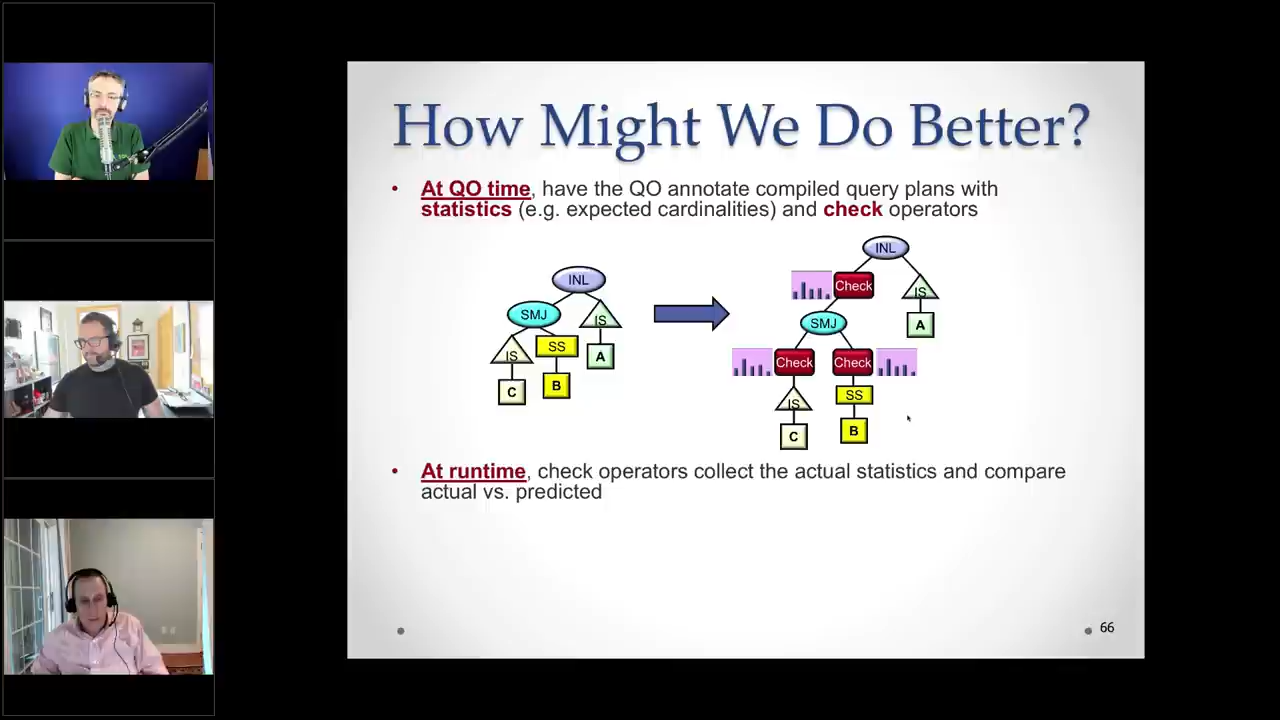 How Might We Do Better?
• At QO time, have the QO annotate compiled query plans with
statistics (e.g. expected cardinalities) and check operators
INL
SMJ
IS
IS
SS
A
C
B
INL
Check
IS
SMJ
A
Check
Check
IS
SS
C
B
• At runtime, check operators collect the actual statistics and compare
actual vs. predicted
66